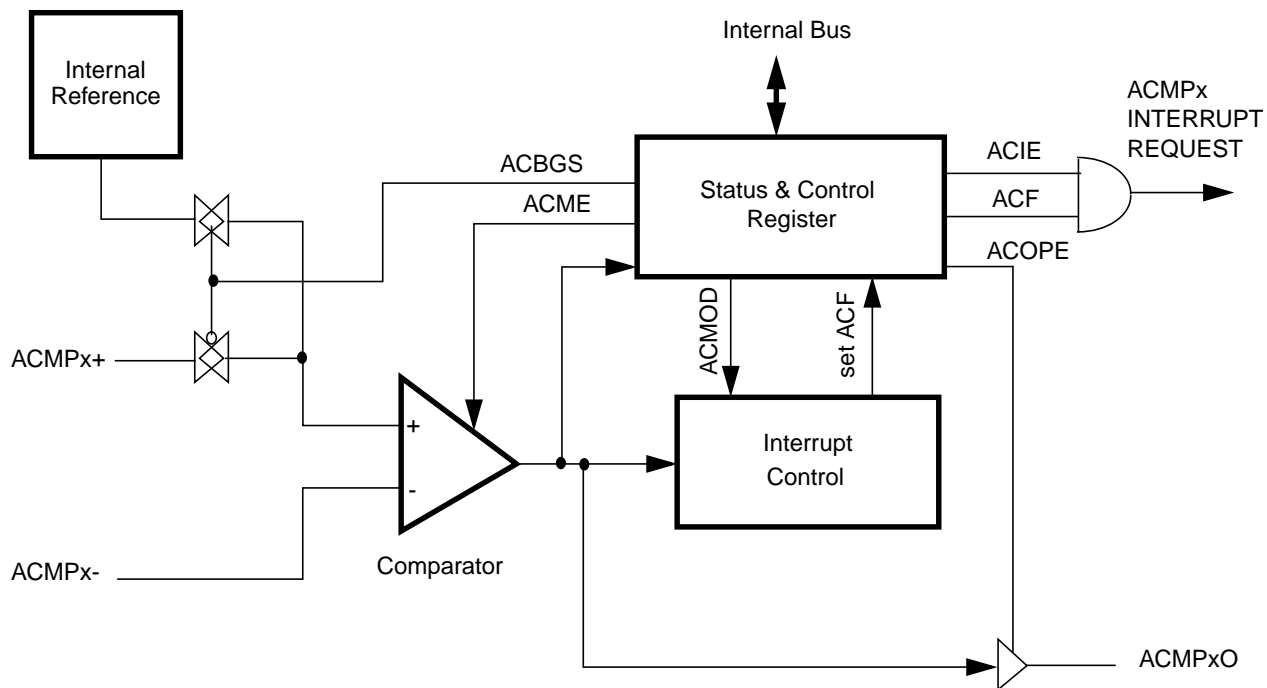 Internal Bus
Internal
Reference
ACMPx
INTERRUPT
REQUEST
ACBGS
ACME
Status & Control
Register
ACIE
ACF
ACOPE
ACMOD
set ACF
ACMPx+
+
-
Interrupt
Control
Comparator
ACMPx-
ACMPxO